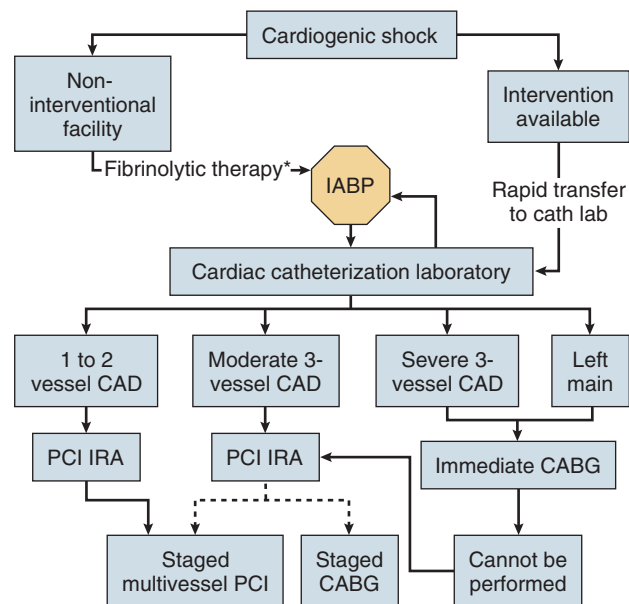 Cardiogenic shock
Non-
interventional
facility
Intervention
available
Fibrinolytic therapy*
IABP
Rapid transfer
to cath lab
Cardiac catheterization laboratory
1 to 2
vessel CAD
Moderate 3-
vessel CAD
Severe 3-
vessel CAD
Left
main
PCI IRA
PCI IRA
Immediate CABG
Staged
multivessel PCI
Staged
CABG
Cannot be
performed